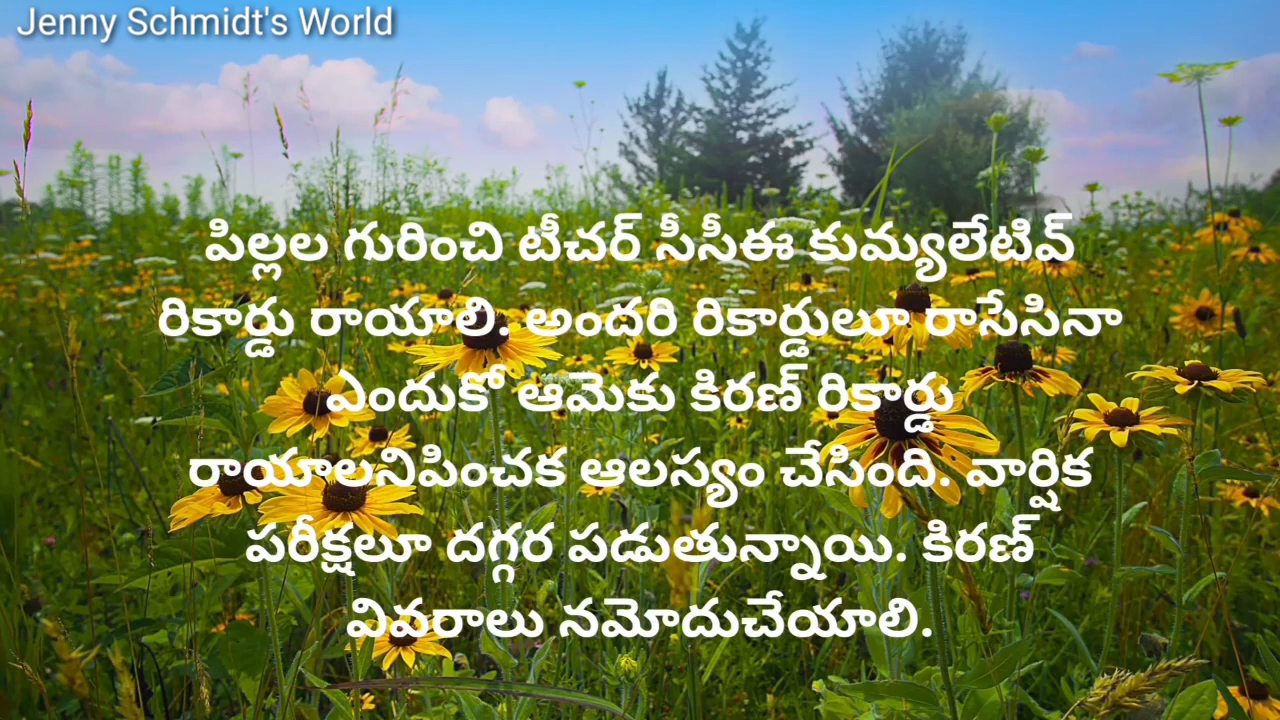 Jenny Schmidt's World
పిల్లల గురించి టీచర్ సీసీఈ కుమ్యులేటివ్
రికార్డు రాయాలి. అందరి రికార్డులూ రాసేసినా
ఎందుకో ఆమెకు కిరణ్ రికార్డు
రాయాలనిపించక ఆలస్యం చేసింది. వార్షిక
పరీక్షలూ దగ్గర పడుతున్నాయి. కిరణ్
వివరాలు నమోదుచేయాలి.